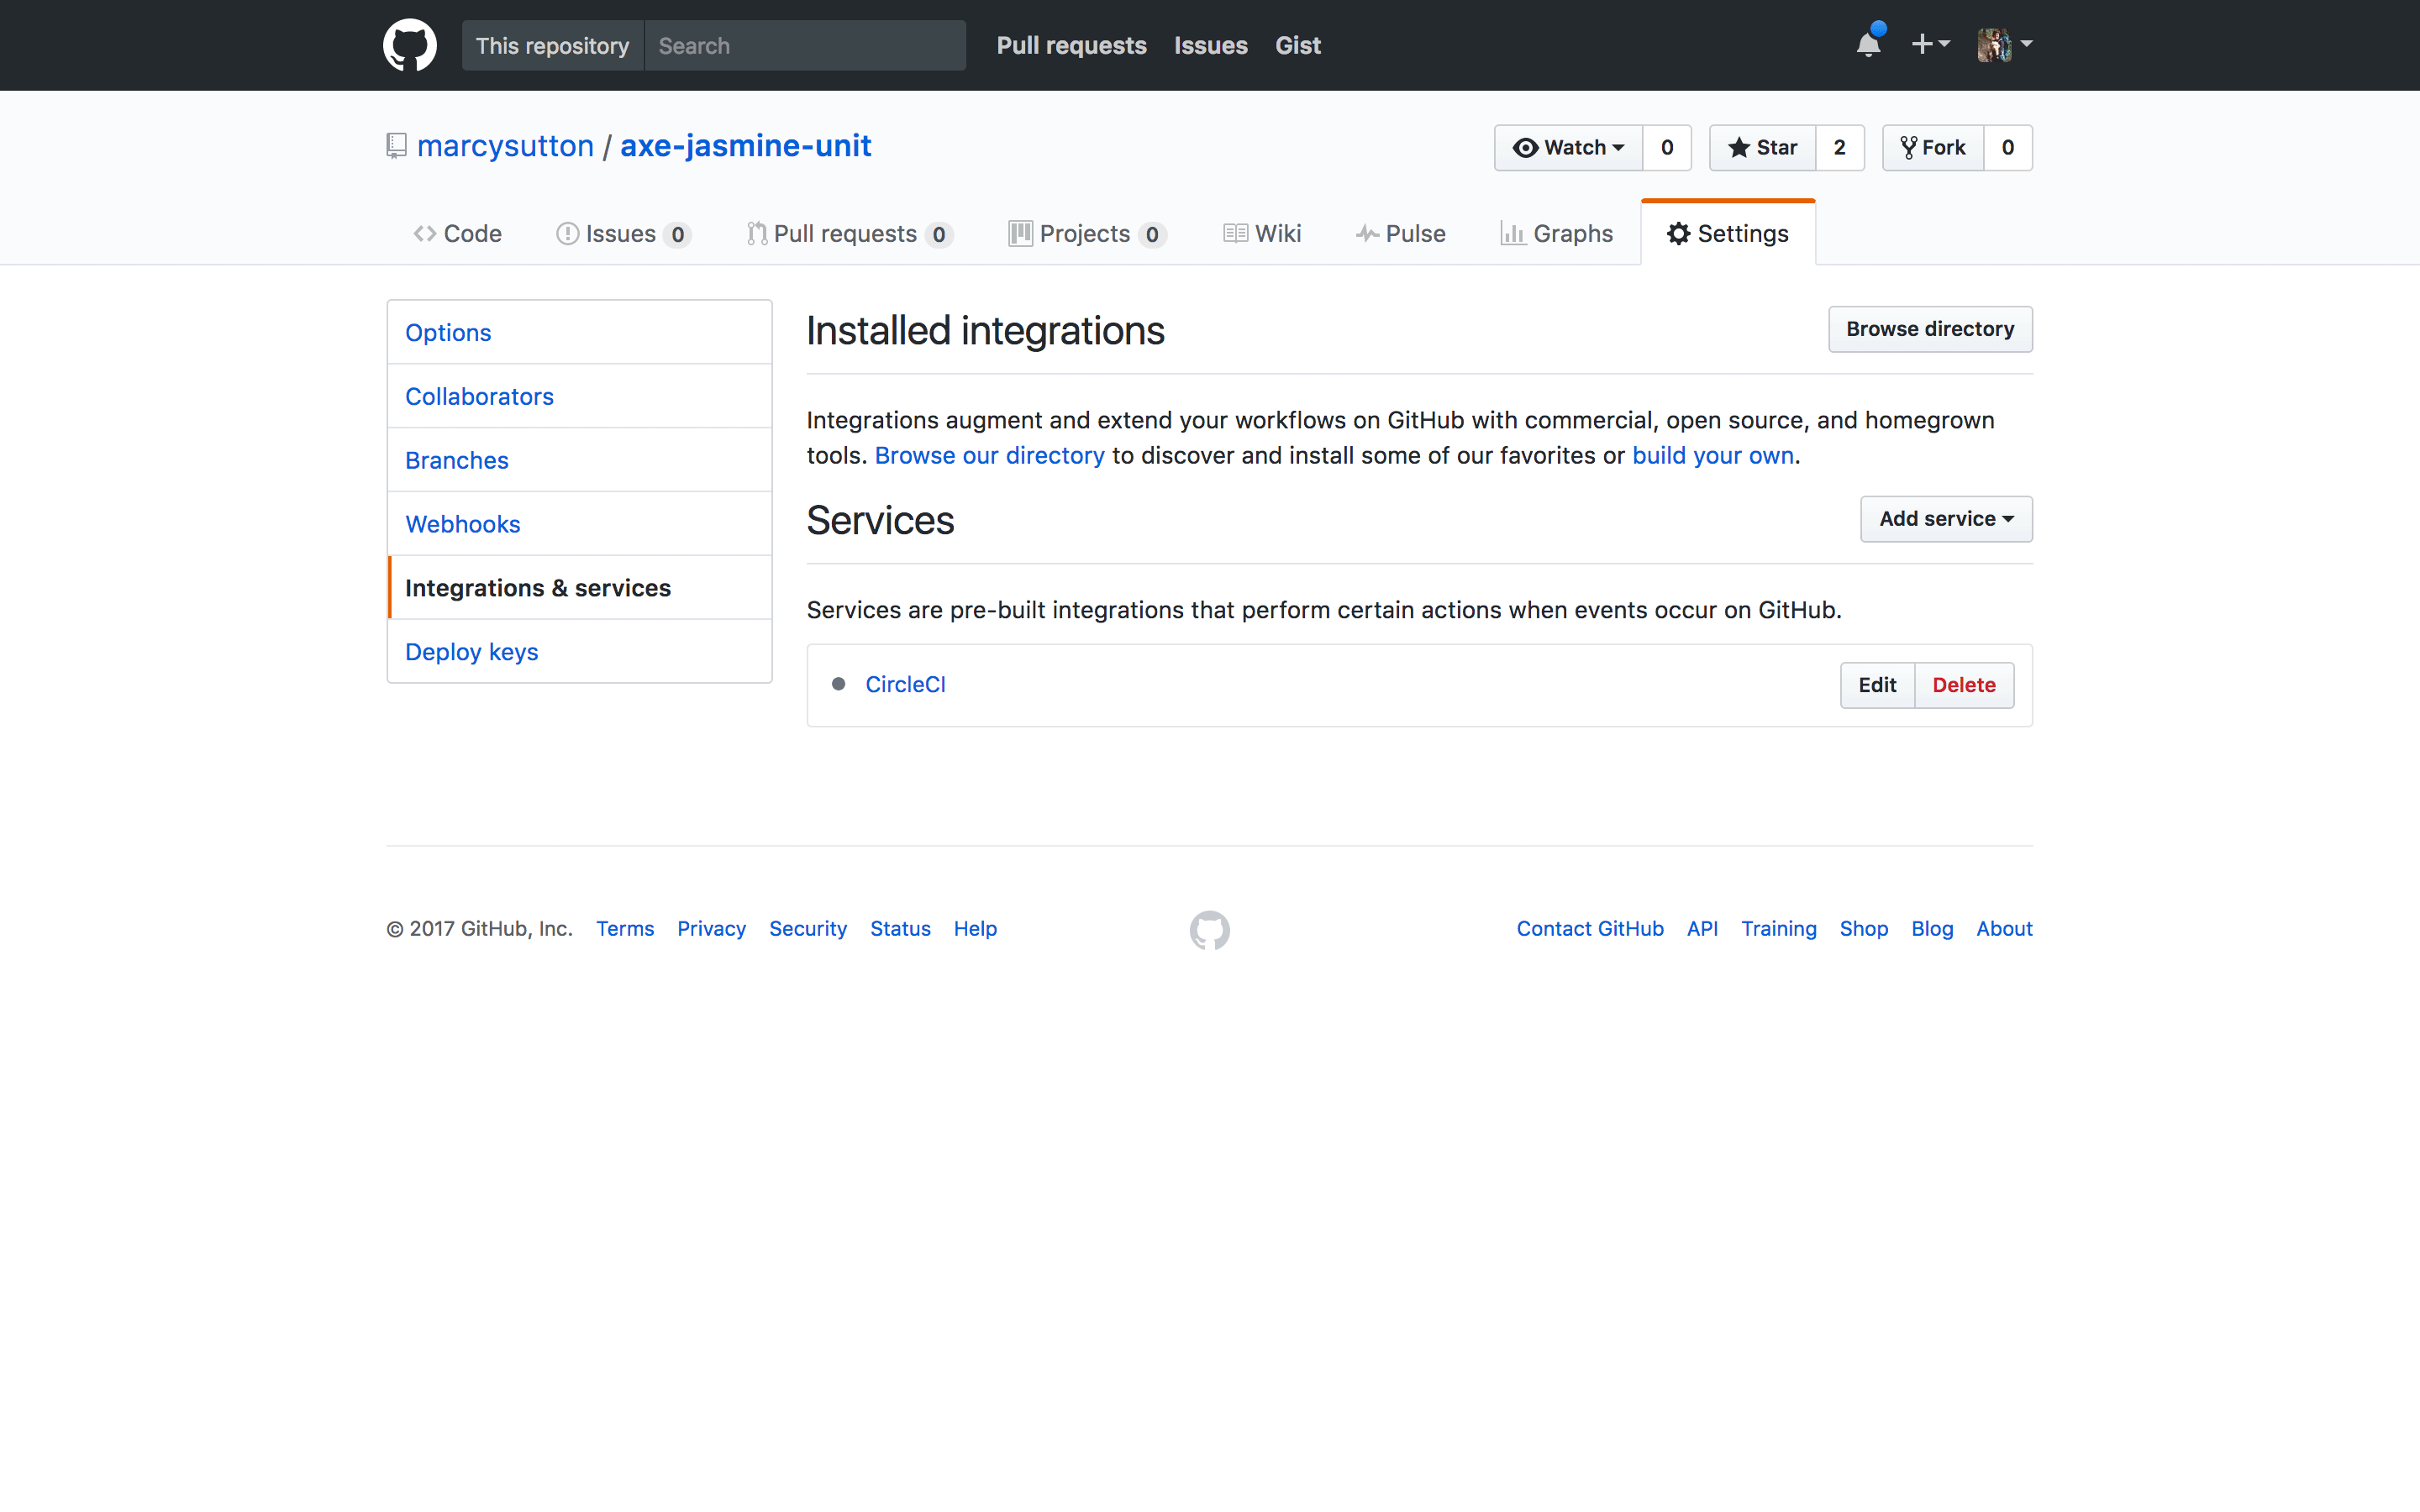 This repository Search Pull requests Issues Gist
marcysutton / axe-jasmine-unit Watch 0 Star 2 Fork 0
Code Issues 0 Pull requests 0 Projects 0 Wiki Pulse Graphs Settings
Options
Collaborators
Branches
Webhooks
Integrations & services
Deploy keys
Installed integrations Browse directory
Integrations augment and extend your workflows on GitHub with commercial, open source, and homegrown
tools. Browse our directory to discover and install some of our favorites or build your own.
Services Add service
Services are pre-built integrations that perform certain actions when events occur on GitHub.
CircleCI Edit Delete
© 2017 GitHub, Inc. Terms Privacy Security Status Help Contact GitHub API Training Shop Blog About